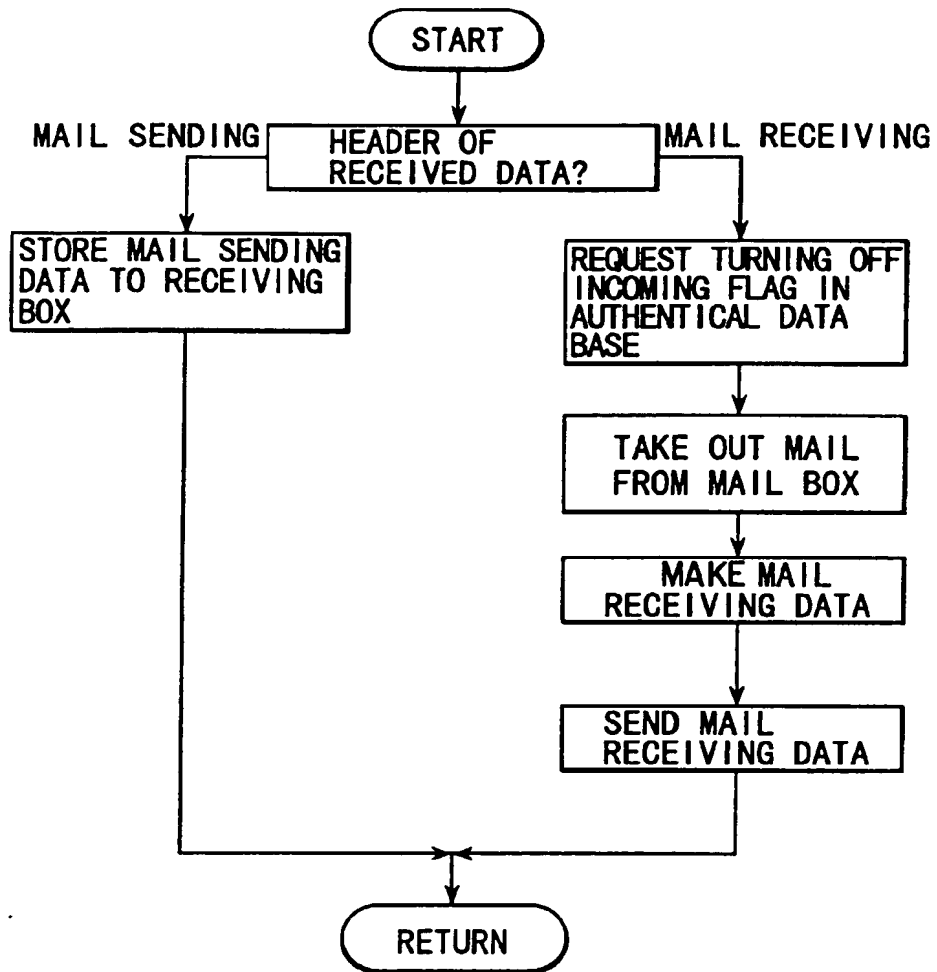 START
MAIL SENDING
HEADER OF
RECEIVED DATA?
MAIL RECEIVING
STORE MAIL SENDING
DATA TO RECEIVING
BOX
REQUEST TURNING OFF
INCOMING FLAG IN
AUTHENTICAL DATA
BASE
TAKE OUT MAIL
FROM MAIL BOX
MAKE MAIL
RECEIVING DATA
SEND MAIL
RECEIVING DATA
RETURN